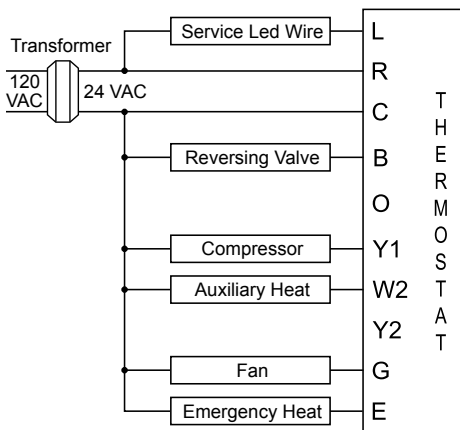 Transformer
120
VAC
24 VAC
Service Led Wire
L
R
C
Reversing Valve
B
O
Compressor
Y1
Auxiliary Heat
W2
Y2
Fan
G
Emergency Heat
E
THERMOSTAT